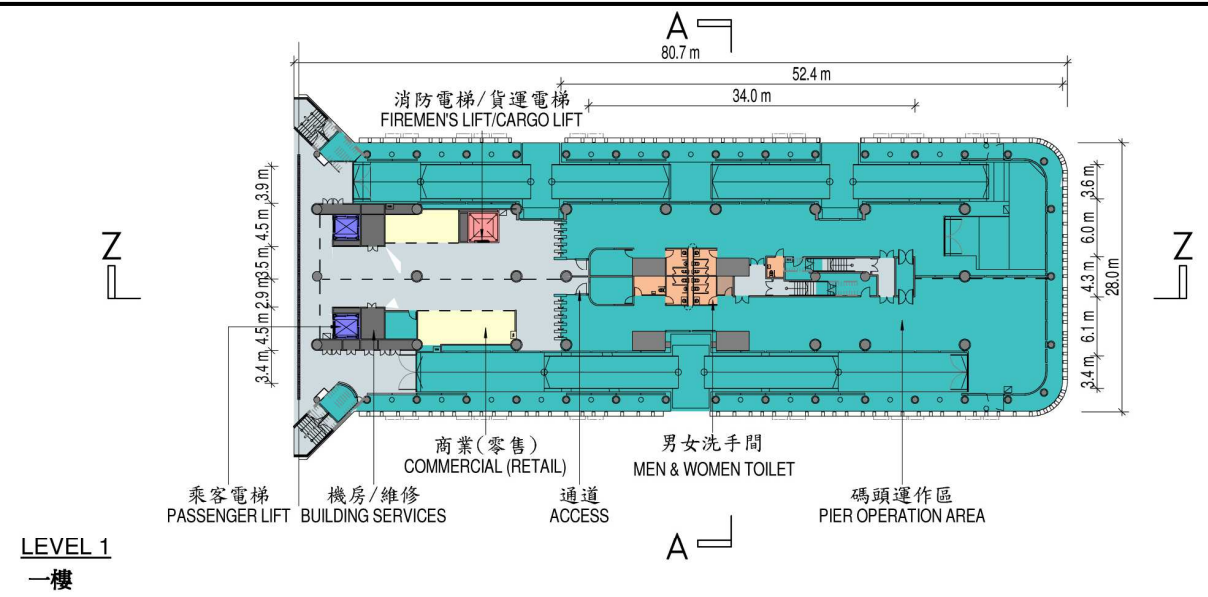 A
80.7 m
52.4 m
34.0 m
消防電梯/貨運電梯
FIREMEN'S LIFT/CARGO LIFT
3.9 m
4.5 m
3.9 m
2.9 m
4.5 m
3.4 m
3.6 m
6.0 m
4.3 m
6.1 m
3.4 m
28.0 m
Z
Z
商業(零售)
COMMERCIAL (RETAIL)
男女洗手間
MEN & WOMEN TOILET
乘客電梯
PASSENGER LIFT
機房/維修
BUILDING SERVICES
通道
ACCESS
碼頭運作區
PIER OPERATION AREA
A
LEVEL 1
一樓